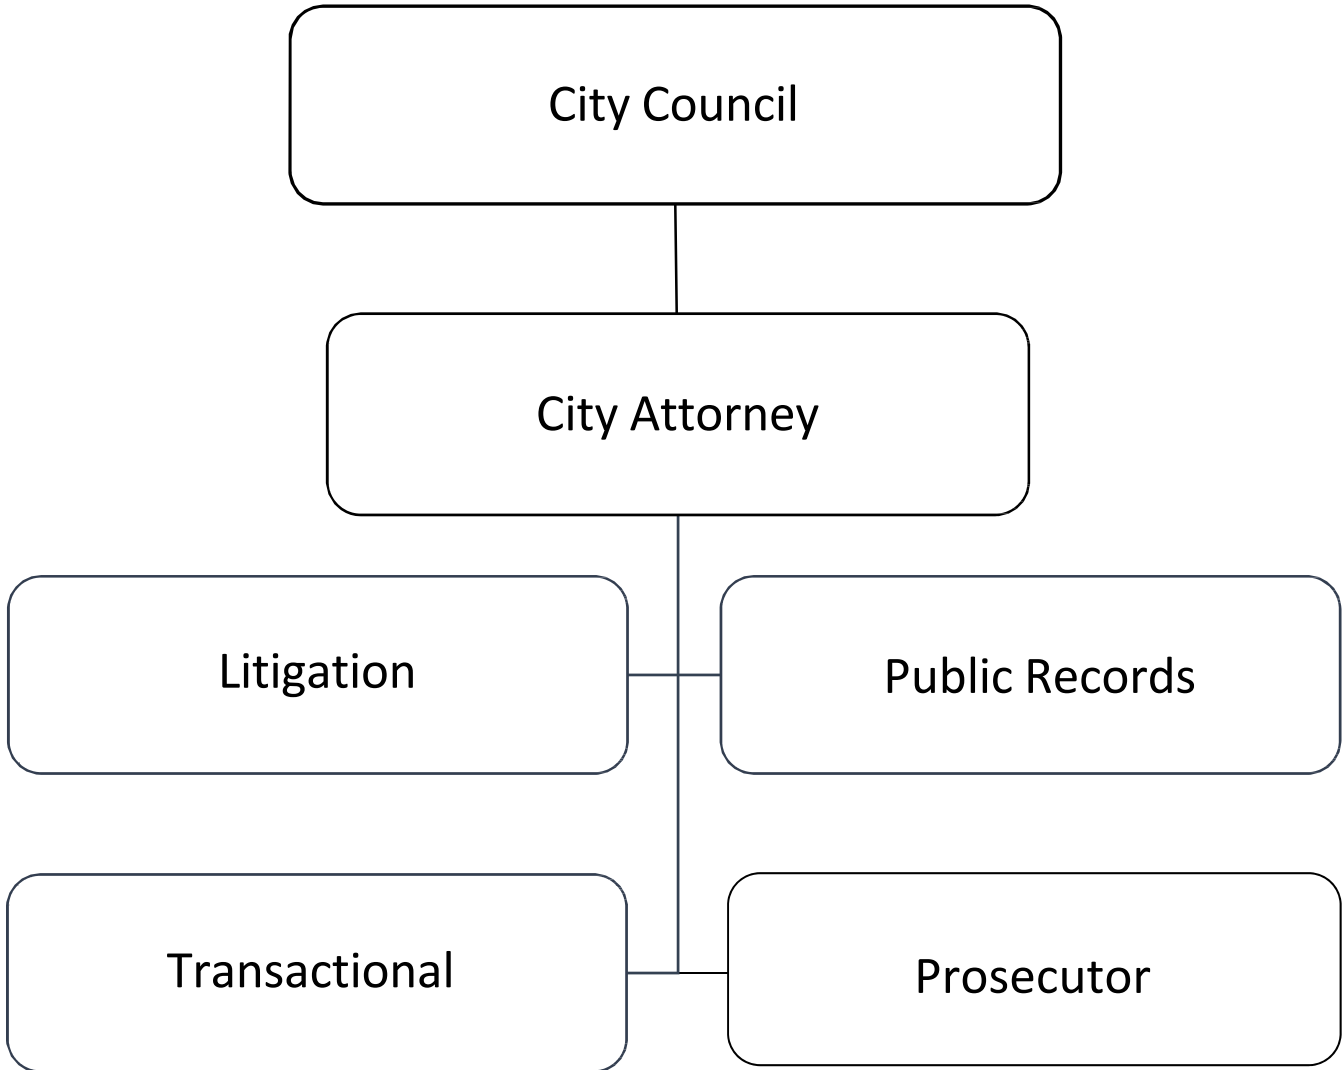 City Council
City Attorney
Litigation
Public Records
Transactional
Prosecutor